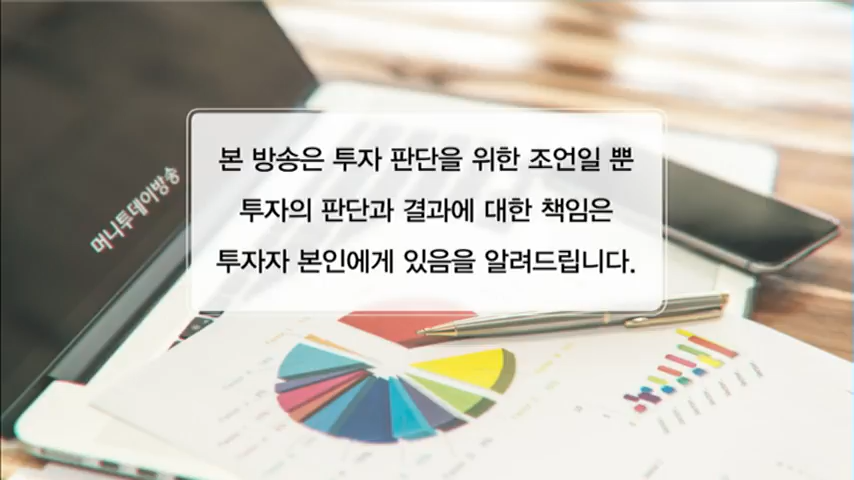 본 방송은 투자 판단을 위한 조언일 뿐
투자의 판단과 결과에 대한 책임은
투자자 본인에게 있음을 알려드립니다.
머니투데이방송